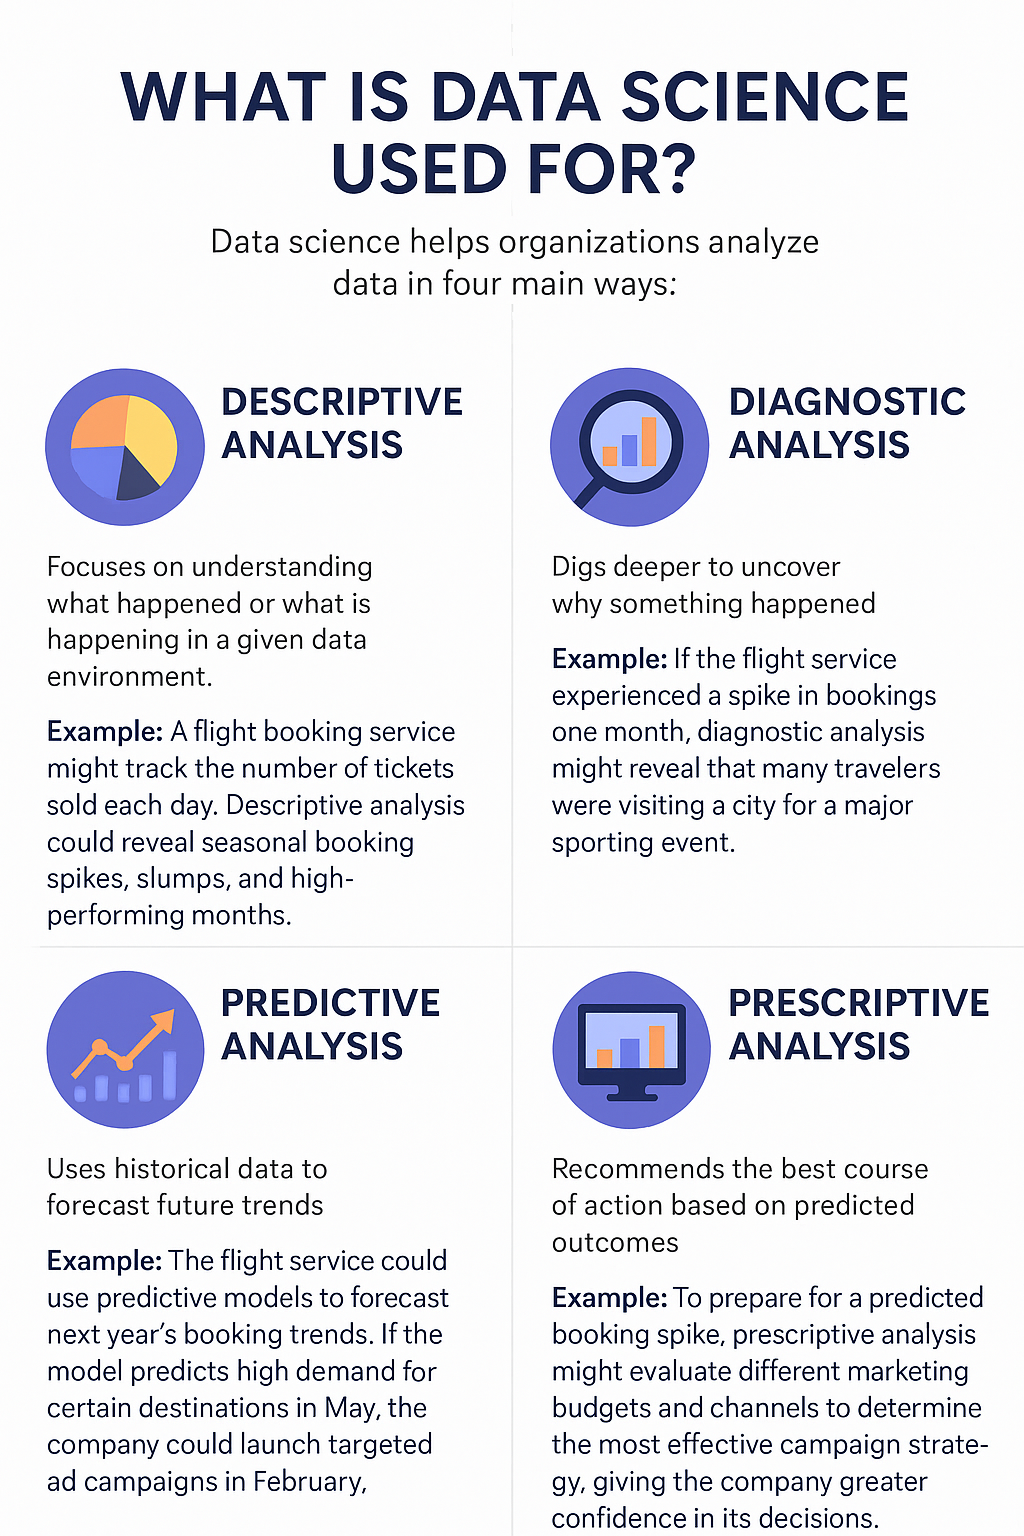 WHAT IS DATA SCIENCE
USED FOR?
Data science helps organizations analyze
data in four main ways:
DESCRIPTIVE
ANALYSIS
Focuses on understanding
what happened or what is
happening in a given data
environment.
Example: A flight booking service
might track the number of tickets
sold each day. Descriptive analysis
could reveal seasonal booking
spikes, slumps, and high-
performing months.
DIAGNOSTIC
ANALYSIS
Digs deeper to uncover
why something happened
Example: If the flight service
experienced a spike in bookings
one month, diagnostic analysis
might reveal that many travelers
were visiting a city for a major
sporting event.
PREDICTIVE
ANALYSIS
Uses historical data to
forecast future trends
Example: The flight service could
use predictive models to forecast
next year’s booking trends. If the
model predicts high demand for
certain destinations in May, the
company could launch targeted
ad campaigns in February,
PRESCRIPTIVE
ANALYSIS
Recommends the best course
of action based on predicted
outcomes
Example: To prepare for a predicted
booking spike, prescriptive analysis
might evaluate different marketing
budgets and channels to determine
the most effective campaign strate-
gy, giving the company greater
confidence in its decisions.